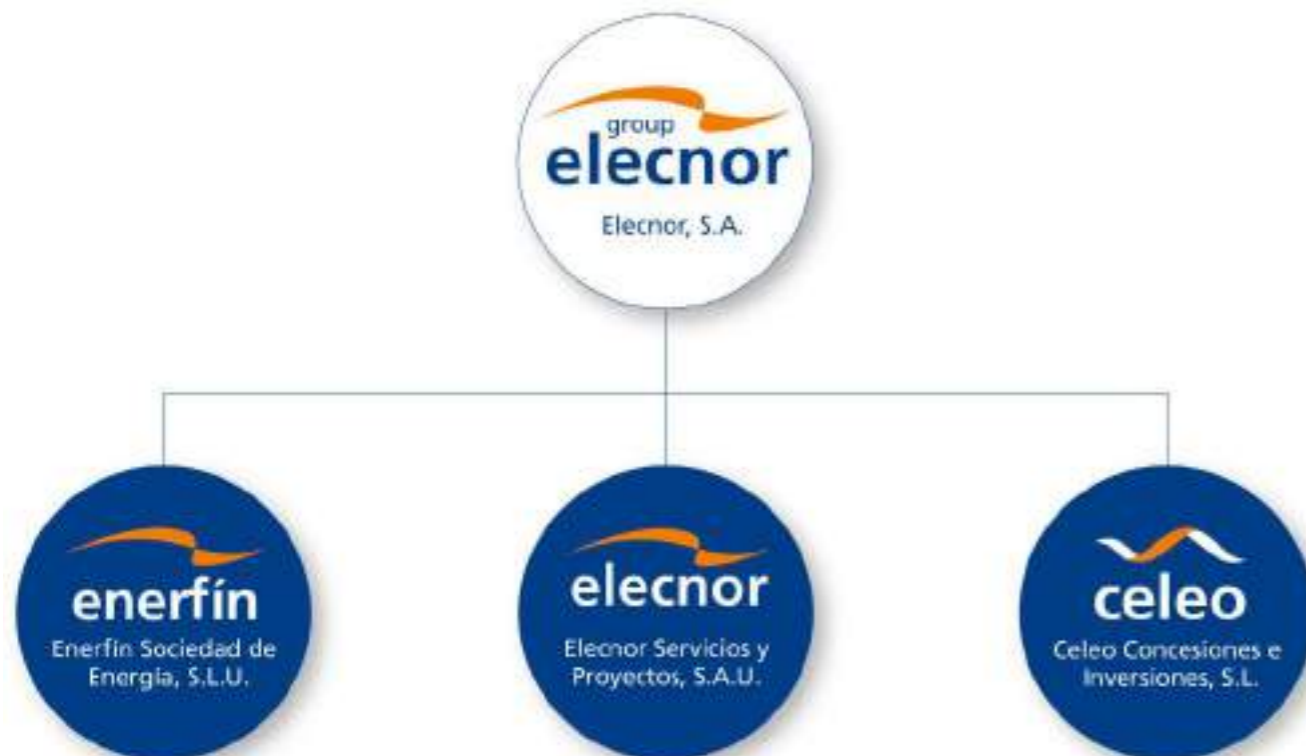 group
elecnor
Elecnor, S.A.
enerfín
Enerfín Sociedad de
Energía, S.L.U.
elecnor
Elecnor Servicios y
Proyectos, S.A.U.
celeo
Celeo Concesiones e
Inversiones, S.L.